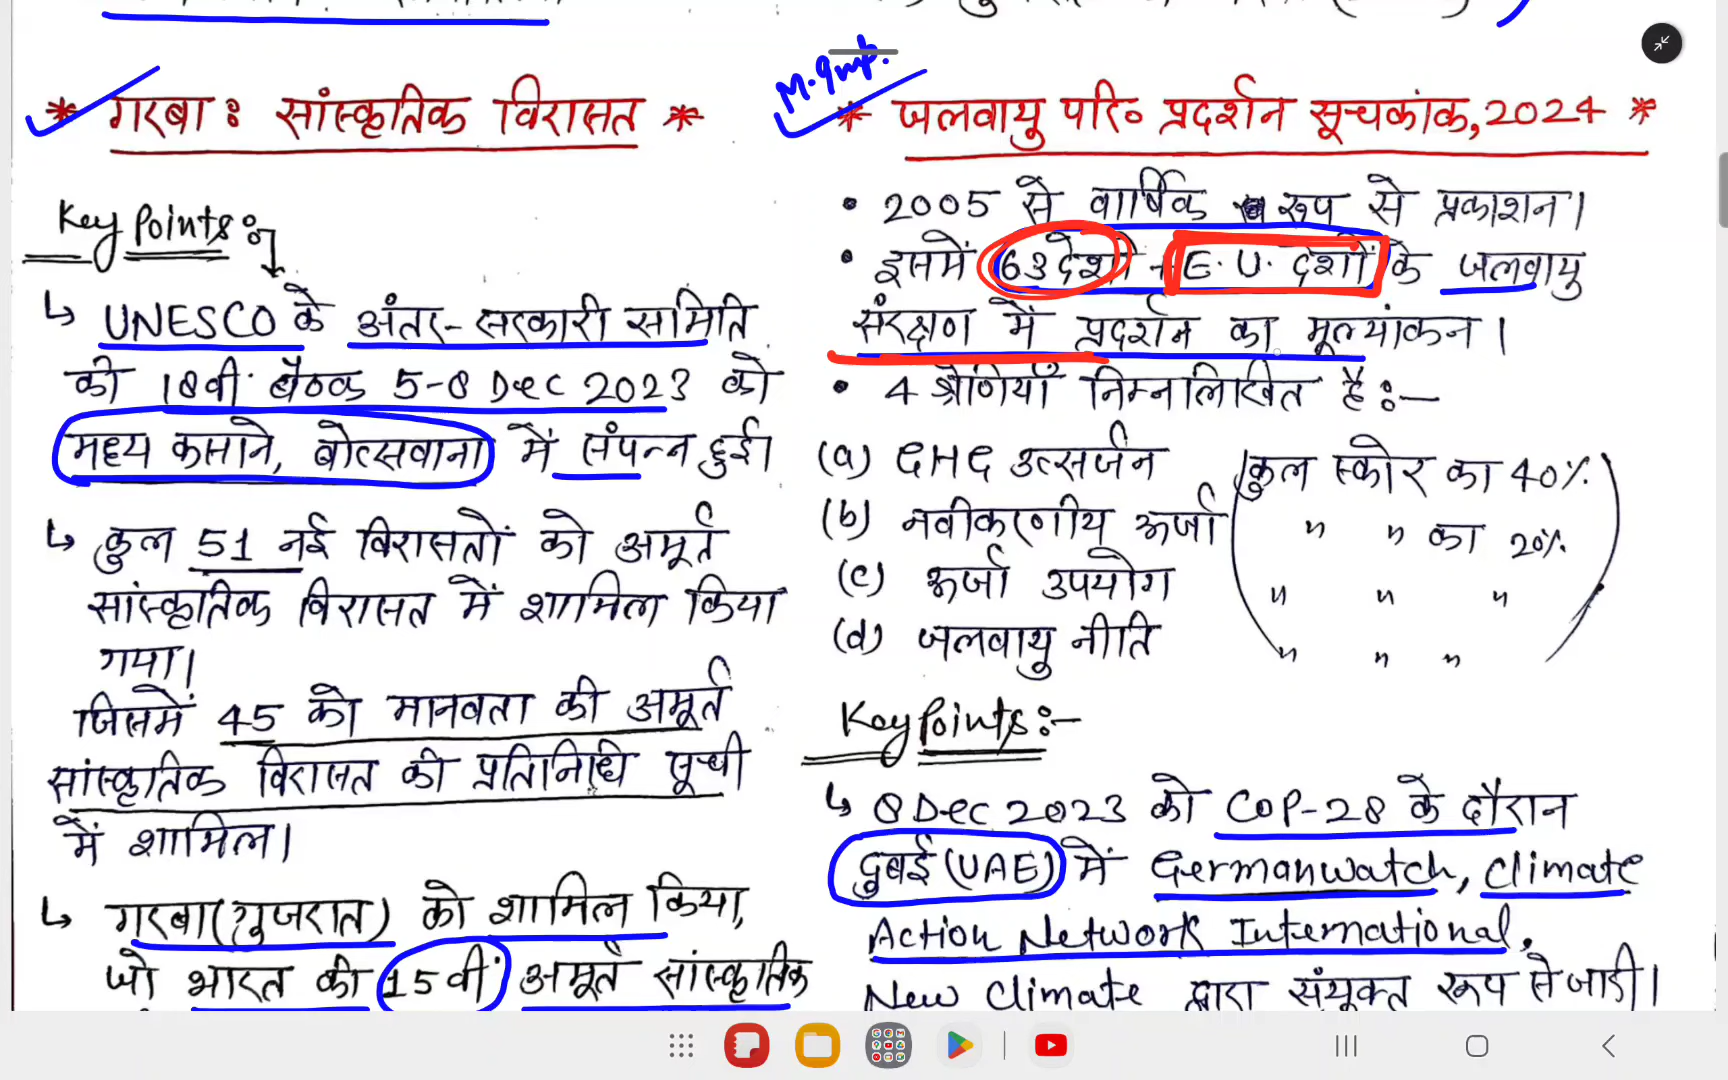 * गरबा : सांस्कृतिक विरासत *
Key Points :
↳ UNESCO के अंतर-सरकारी समिति
की 18वीं बैठक 5-8 Dec 2023 को
मध्य कसाने, बोत्सवाना में संपन्न हुई।
↳ कुल 51 नई विरासतों को अमूर्त
सांस्कृतिक विरासत में शामिल किया
गया।
जिसमें 45 को मानवता की अमूर्त
सांस्कृतिक विरासत की प्रतिनिधि सूची
में शामिल।
↳ गरबा (गुजरात) को शामिल किया,
जो भारत की 15वीं अमूर्त सांस्कृतिक
M. Imp.
* जलवायु परि० प्रदर्शन सूचकांक, 2024 *
• 2005 से वार्षिक रूप से प्रकाशन।
• इसमें 63 देशों + E.U. देशों के जलवायु
संरक्षण में प्रदर्शन का मूल्यांकन।
• 4 श्रेणियाँ निम्नलिखित है :—
(a) GHG उत्सर्जन (कुल स्कोर का 40%.
(b) नवीकरणीय ऊर्जा " " का 20%.
(c) ऊर्जा उपयोग " " "
(d) जलवायु नीति " " " )
Key Points :—
↳ 8 Dec 2023 को COP-28 के दौरान
दुबई (UAE) में Germanwatch, Climate
Action Network International,
New Climate द्वारा संयुक्त रूप से जारी।